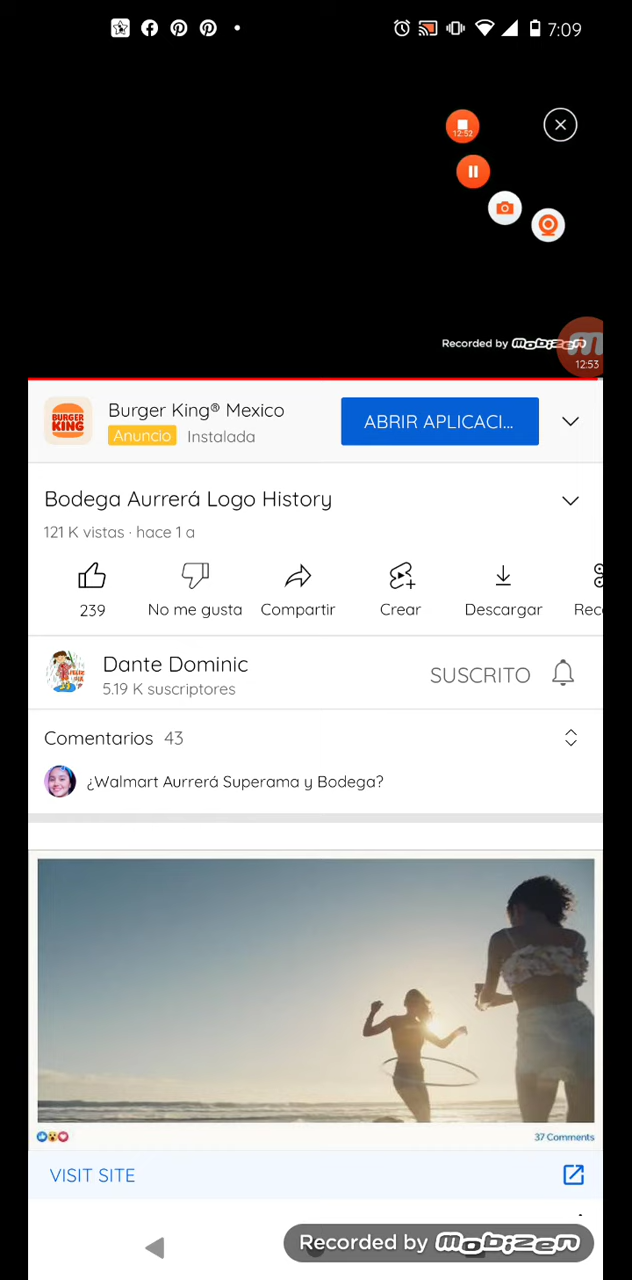 7:09
12:52
Recorded by mobizen
12:53
BURGER KING
Burger King® Mexico
Anuncio Instalada
ABRIR APLICACI...
Bodega Aurrerá Logo History
121 K vistas · hace 1 a
239 No me gusta Compartir Crear Descargar Rec
Dante Dominic
5.19 K suscriptores
SUSCRITO
Comentarios 43
¿Walmart Aurrerá Superama y Bodega?
37 Comments
VISIT SITE
Recorded by mobizen